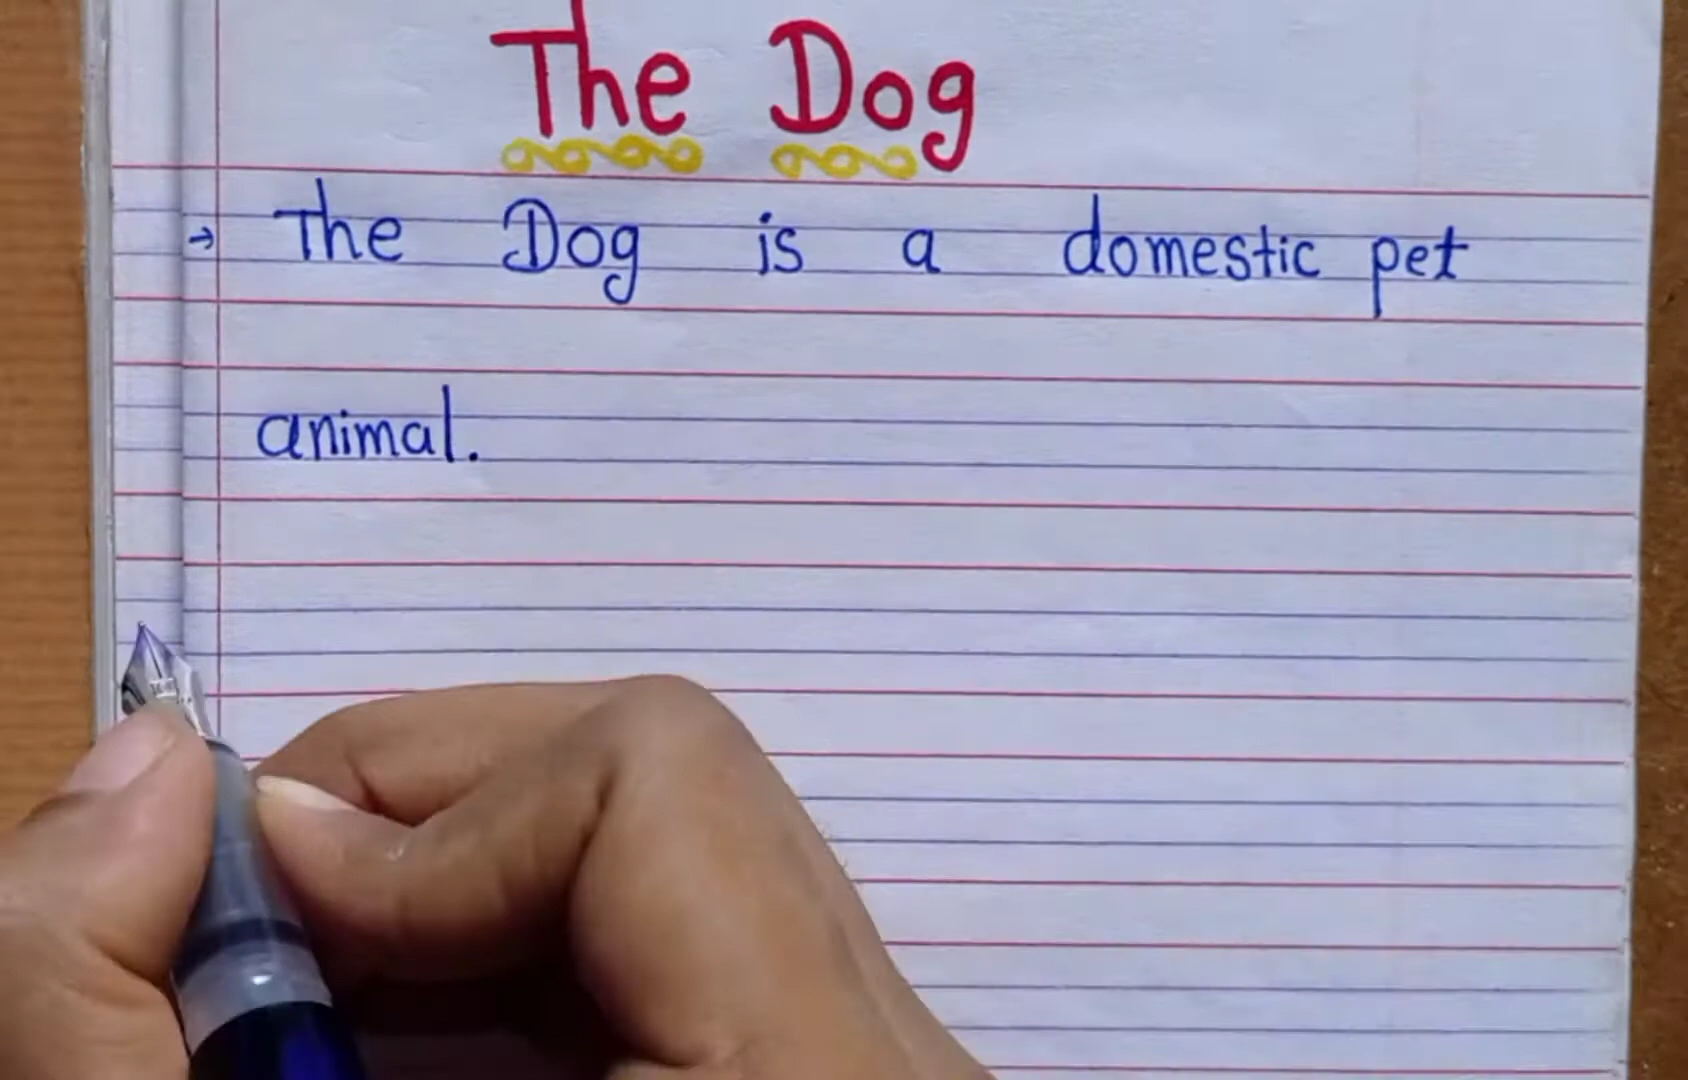 The Dog
→ The Dog is a domestic pet
animal.